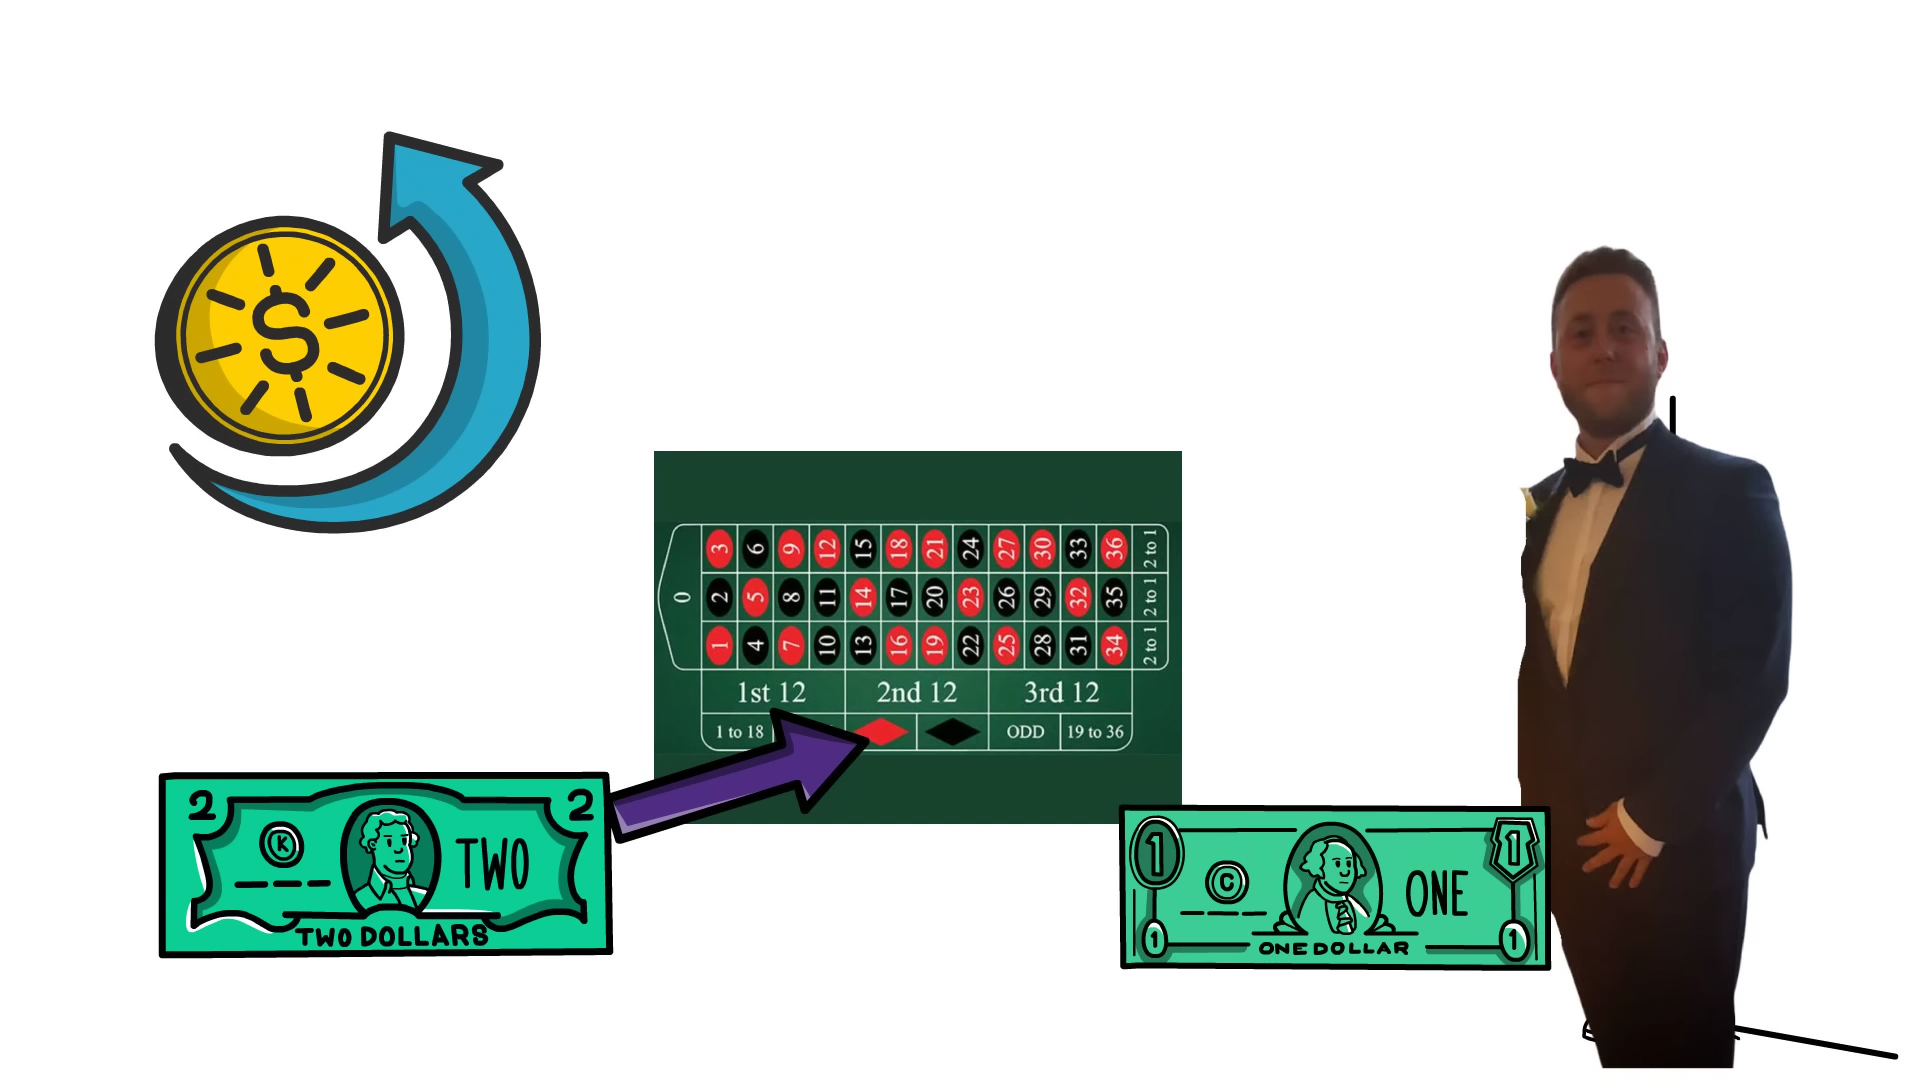 $
3 6 9 12 15 18 21 24 27 30 33 36 2 to 1
0 2 5 8 11 14 17 20 23 26 29 32 35 2 to 1
1 4 7 10 13 16 19 22 25 28 31 34 2 to 1
1st 12 2nd 12 3rd 12
1 to 18 ODD 19 to 36
2 2
K TWO
TWO DOLLARS
1 1
C ONE
1 ONE DOLLAR 1